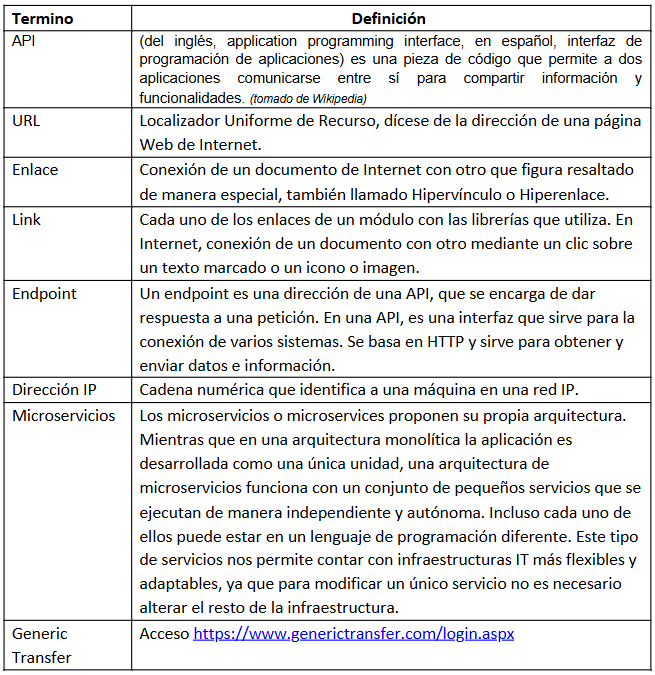 Termino Definición
API (del inglés, application programming interface, en español, interfaz de
programación de aplicaciones) es una pieza de código que permite a dos
aplicaciones comunicarse entre sí para compartir información y
funcionalidades. (tomado de Wikipedia)
URL Localizador Uniforme de Recurso, dícese de la dirección de una página
Web de Internet.
Enlace Conexión de un documento de Internet con otro que figura resaltado
de manera especial, también llamado Hipervínculo o Hiperenlace.
Link Cada uno de los enlaces de un módulo con las librerías que utiliza. En
Internet, conexión de un documento con otro mediante un clic sobre
un texto marcado o un icono o imagen.
Endpoint Un endpoint es una dirección de una API, que se encarga de dar
respuesta a una petición. En una API, es una interfaz que sirve para la
conexión de varios sistemas. Se basa en HTTP y sirve para obtener y
enviar datos e información.
Dirección IP Cadena numérica que identifica a una máquina en una red IP.
Microservicios Los microservicios o microservices proponen su propia arquitectura.
Mientras que en una arquitectura monolítica la aplicación es
desarrollada como una única unidad, una arquitectura de
microservicios funciona con un conjunto de pequeños servicios que se
ejecutan de manera independiente y autónoma. Incluso cada uno de
ellos puede estar en un lenguaje de programación diferente. Este tipo
de servicios nos permite contar con infraestructuras IT más flexibles y
adaptables, ya que para modificar un único servicio no es necesario
alterar el resto de la infraestructura.
Generic Acceso https://www.generictransfer.com/login.aspx
Transfer